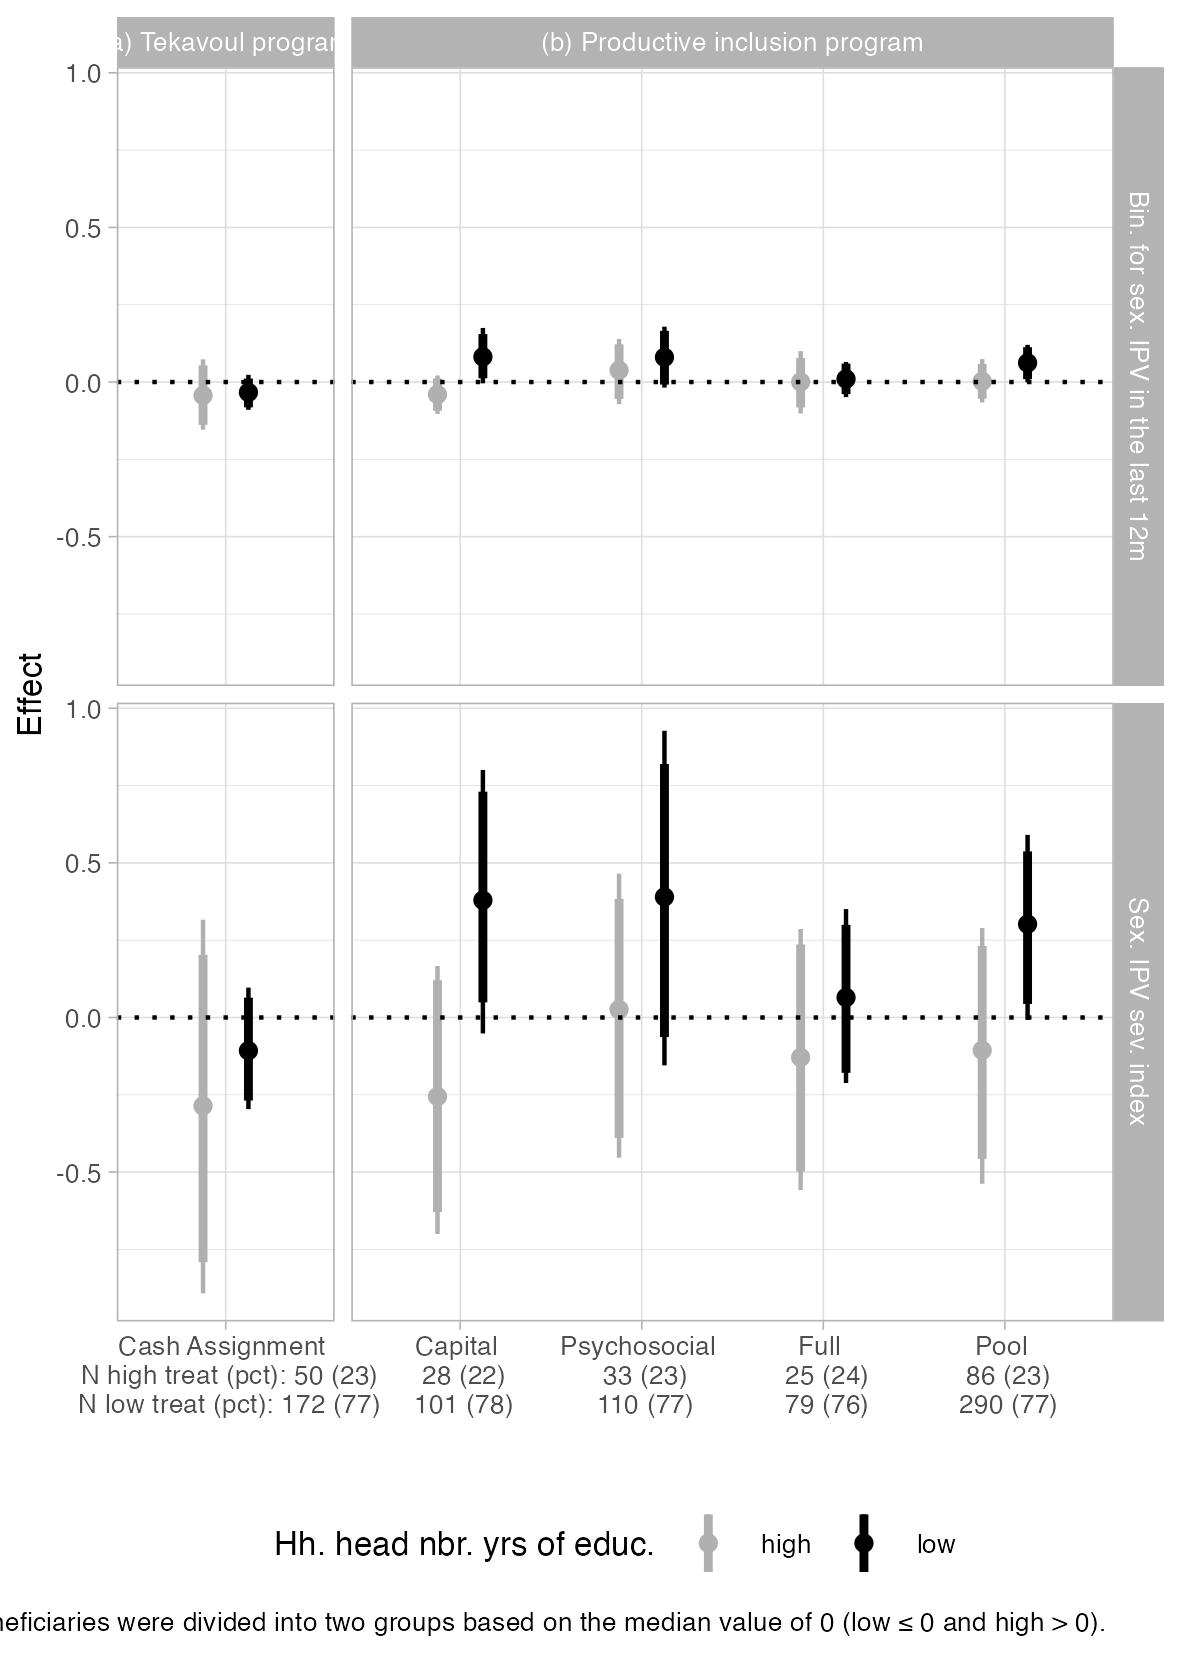 a) Tekavoul progra
(b) Productive inclusion program
1.0
0.5
0.0
-0.5
Bin. for sex. IPV in the last 12m
Effect
1.0
0.5
0.0
-0.5
Sex. IPV sev. index
Cash Assignment Capital Psychosocial Full Pool
N high treat (pct): 50 (23) 28 (22) 33 (23) 25 (24) 86 (23)
N low treat (pct): 172 (77) 101 (78) 110 (77) 79 (76) 290 (77)
Hh. head nbr. yrs of educ. high low
neficiaries were divided into two groups based on the median value of 0 (low ≤ 0 and high > 0).